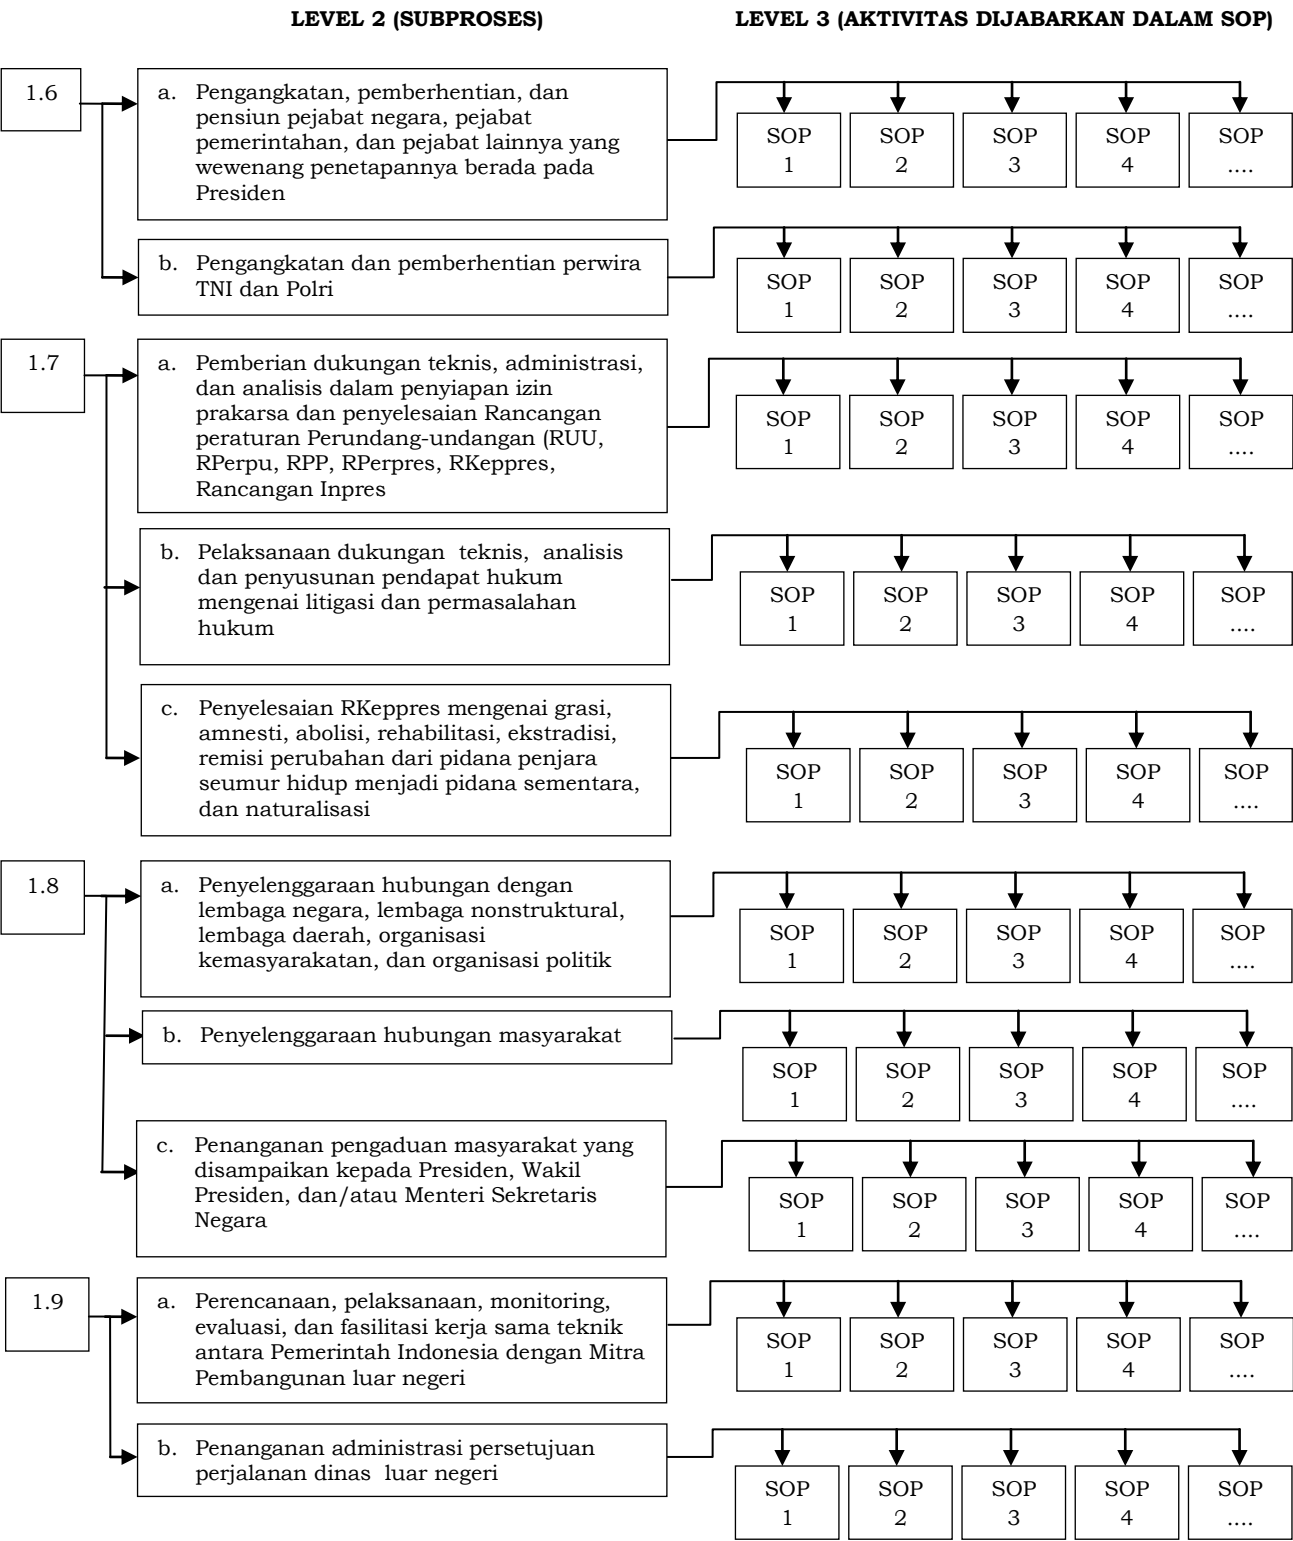 LEVEL 2 (SUBPROSES)
LEVEL 3 (AKTIVITAS DIJABARKAN DALAM SOP)
1.6
a. Pengangkatan, pemberhentian, dan
pensiun pejabat negara, pejabat
pemerintahan, dan pejabat lainnya yang
wewenang penetapannya berada pada
Presiden
SOP
1
SOP
2
SOP
3
SOP
4
SOP
....
b. Pengangkatan dan pemberhentian perwira
TNI dan Polri
SOP
1
SOP
2
SOP
3
SOP
4
SOP
....
1.7
a. Pemberian dukungan teknis, administrasi,
dan analisis dalam penyiapan izin
prakarsa dan penyelesaian Rancangan
peraturan Perundang-undangan (RUU,
RPerpu, RPP, RPerpres, RKeppres,
Rancangan Inpres
SOP
1
SOP
2
SOP
3
SOP
4
SOP
....
b. Pelaksanaan dukungan teknis, analisis
dan penyusunan pendapat hukum
mengenai litigasi dan permasalahan
hukum
SOP
1
SOP
2
SOP
3
SOP
4
SOP
....
c. Penyelesaian RKeppres mengenai grasi,
amnesti, abolisi, rehabilitasi, ekstradisi,
remisi perubahan dari pidana penjara
seumur hidup menjadi pidana sementara,
dan naturalisasi
SOP
1
SOP
2
SOP
3
SOP
4
SOP
....
1.8
a. Penyelenggaraan hubungan dengan
lembaga negara, lembaga nonstruktural,
lembaga daerah, organisasi
kemasyarakatan, dan organisasi politik
SOP
1
SOP
2
SOP
3
SOP
4
SOP
....
b. Penyelenggaraan hubungan masyarakat
SOP
1
SOP
2
SOP
3
SOP
4
SOP
....
c. Penanganan pengaduan masyarakat yang
disampaikan kepada Presiden, Wakil
Presiden, dan/atau Menteri Sekretaris
Negara
SOP
1
SOP
2
SOP
3
SOP
4
SOP
....
1.9
a. Perencanaan, pelaksanaan, monitoring,
evaluasi, dan fasilitasi kerja sama teknik
antara Pemerintah Indonesia dengan Mitra
Pembangunan luar negeri
SOP
1
SOP
2
SOP
3
SOP
4
SOP
....
b. Penanganan administrasi persetujuan
perjalanan dinas luar negeri
SOP
1
SOP
2
SOP
3
SOP
4
SOP
....